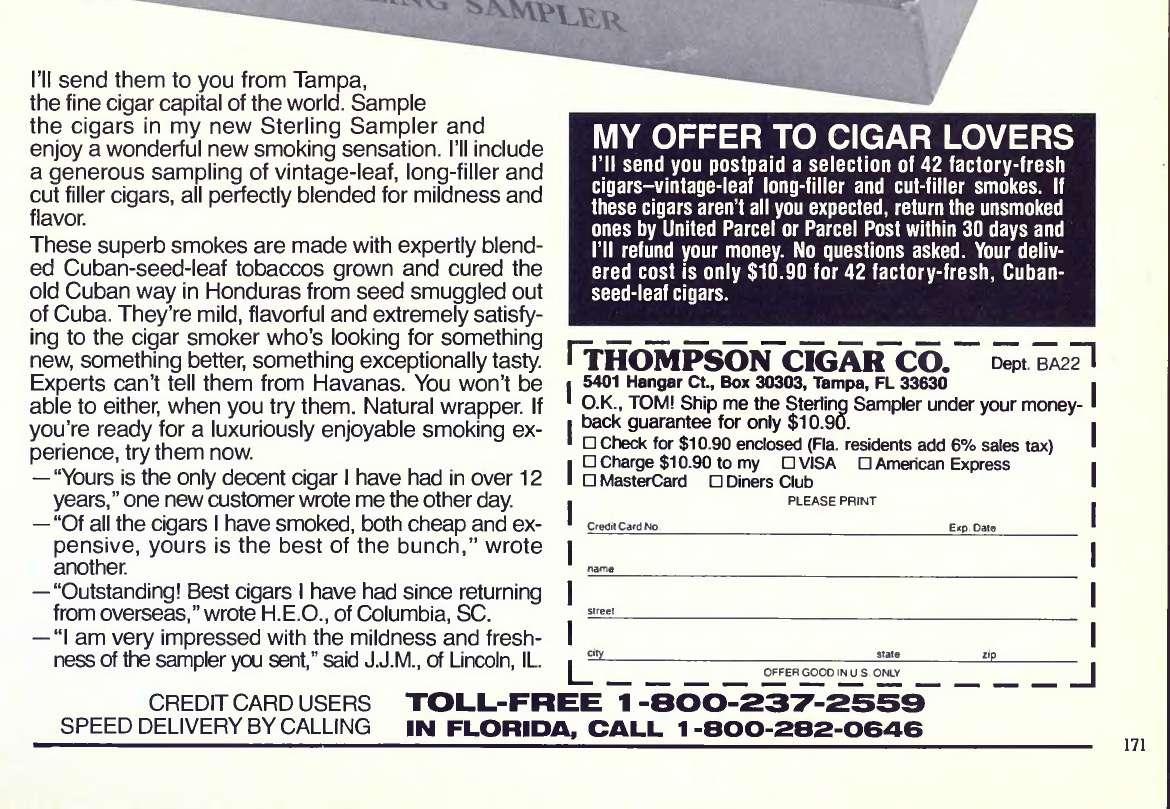 LING SAMPLER
I'll send them to you from Tampa,
the fine cigar capital of the world. Sample
the cigars in my new Sterling Sampler and
enjoy a wonderful new smoking sensation. I'll include
a generous sampling of vintage-leaf, long-filler and
cut filler cigars, all perfectly blended for mildness and
flavor.
These superb smokes are made with expertly blend-
ed Cuban-seed-leaf tobaccos grown and cured the
old Cuban way in Honduras from seed smuggled out
of Cuba. They're mild, flavorful and extremely satisfy-
ing to the cigar smoker who's looking for something
new, something better, something exceptionally tasty.
Experts can't tell them from Havanas. You won't be
able to either, when you try them. Natural wrapper. If
you're ready for a luxuriously enjoyable smoking ex-
perience, try them now.
—"Yours is the only decent cigar I have had in over 12
years," one new customer wrote me the other day.
—"Of all the cigars I have smoked, both cheap and ex-
pensive, yours is the best of the bunch," wrote
another.
—"Outstanding! Best cigars I have had since returning
from overseas," wrote H.E.O., of Columbia, SC.
—"I am very impressed with the mildness and fresh-
ness of the sampler you sent," said J.J.M., of Lincoln, IL.
MY OFFER TO CIGAR LOVERS
I'll send you postpaid a selection of 42 factory-fresh
cigars–vintage-leaf long-filler and cut-filler smokes. If
these cigars aren't all you expected, return the unsmoked
ones by United Parcel or Parcel Post within 30 days and
I'll refund your money. No questions asked. Your deliv-
ered cost is only $10.90 for 42 factory-fresh, Cuban-
seed-leaf cigars.
THOMPSON CIGAR CO. Dept. BA22
5401 Hangar Ct., Box 30303, Tampa, FL 33630
O.K., TOM! Ship me the Sterling Sampler under your money-
back guarantee for only $10.90.
☐ Check for $10.90 enclosed (Fla. residents add 6% sales tax)
☐ Charge $10.90 to my ☐ VISA ☐ American Express
☐ MasterCard ☐ Diners Club
PLEASE PRINT
Credit Card No. Exp. Date
name
street
city state zip
OFFER GOOD IN U.S. ONLY
CREDIT CARD USERS TOLL-FREE 1-800-237-2559
SPEED DELIVERY BY CALLING IN FLORIDA, CALL 1-800-282-0646
171